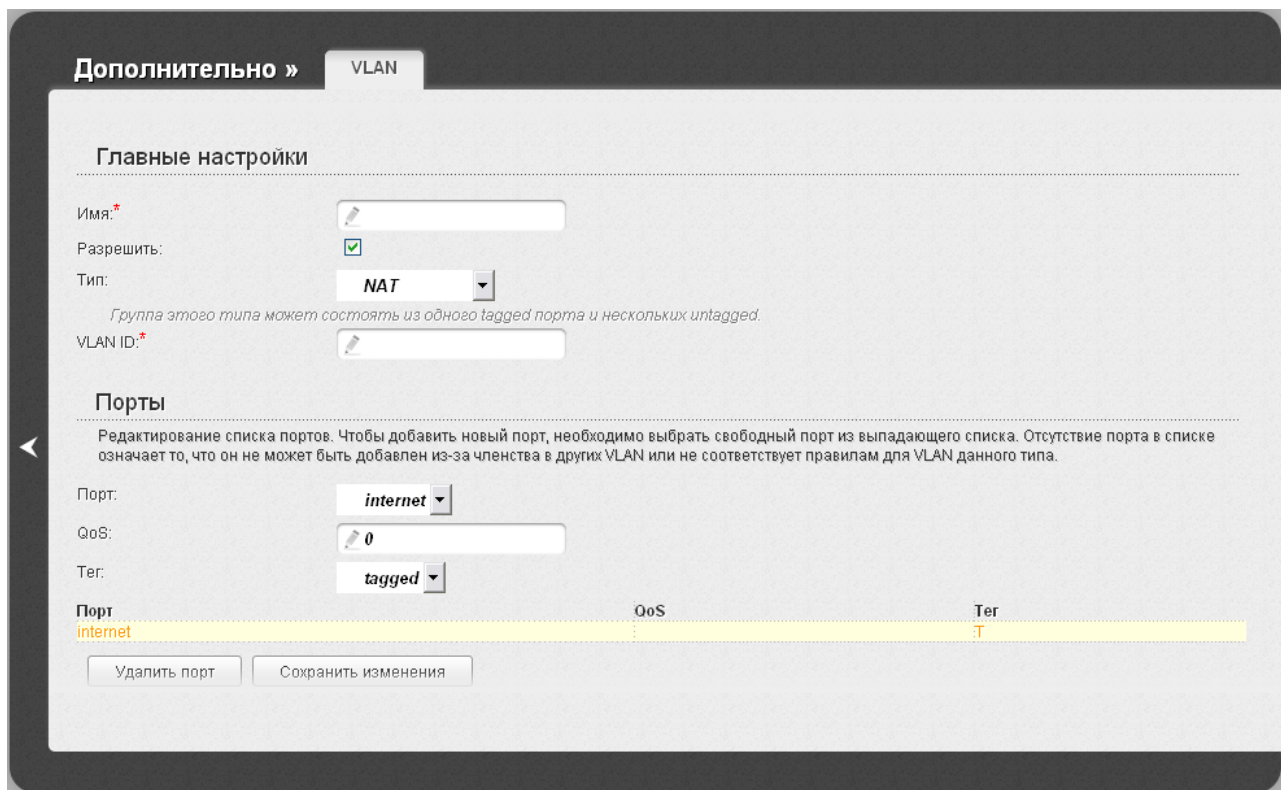 Дополнительно »
VLAN
Главные настройки
Имя:*
Разрешить:
Тип:
NAT
Группа этого типа может состоять из одного tagged порта и нескольких untagged.
VLAN ID:*
Порты
Редактирование списка портов. Чтобы добавить новый порт, необходимо выбрать свободный порт из выпадающего списка. Отсутствие порта в списке
означает то, что он не может быть добавлен из-за членства в других VLAN или не соответствует правилам для VLAN данного типа.
Порт:
internet
QoS:
0
Тег:
tagged
Порт QoS Тег
internet T
Удалить порт Сохранить изменения